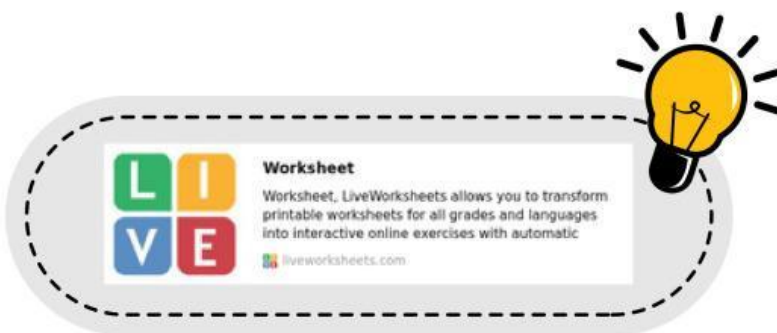 L I
V E
Worksheet
Worksheet, LiveWorksheets allows you to transform
printable worksheets for all grades and languages
into interactive online exercises with automatic
liveworksheets.com